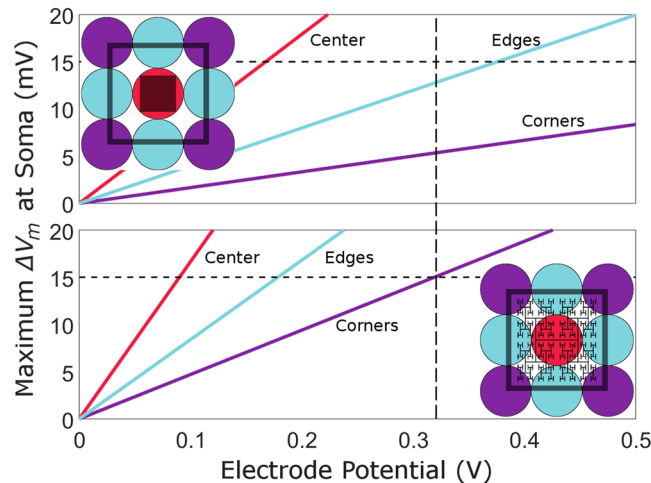 Maximum ΔVm at Soma (mV)
20
15
10
5
0
Center
Edges
Corners
20
15
10
5
0
Center
Edges
Corners
0
0.1
0.2
0.3
0.4
0.5
Electrode Potential (V)